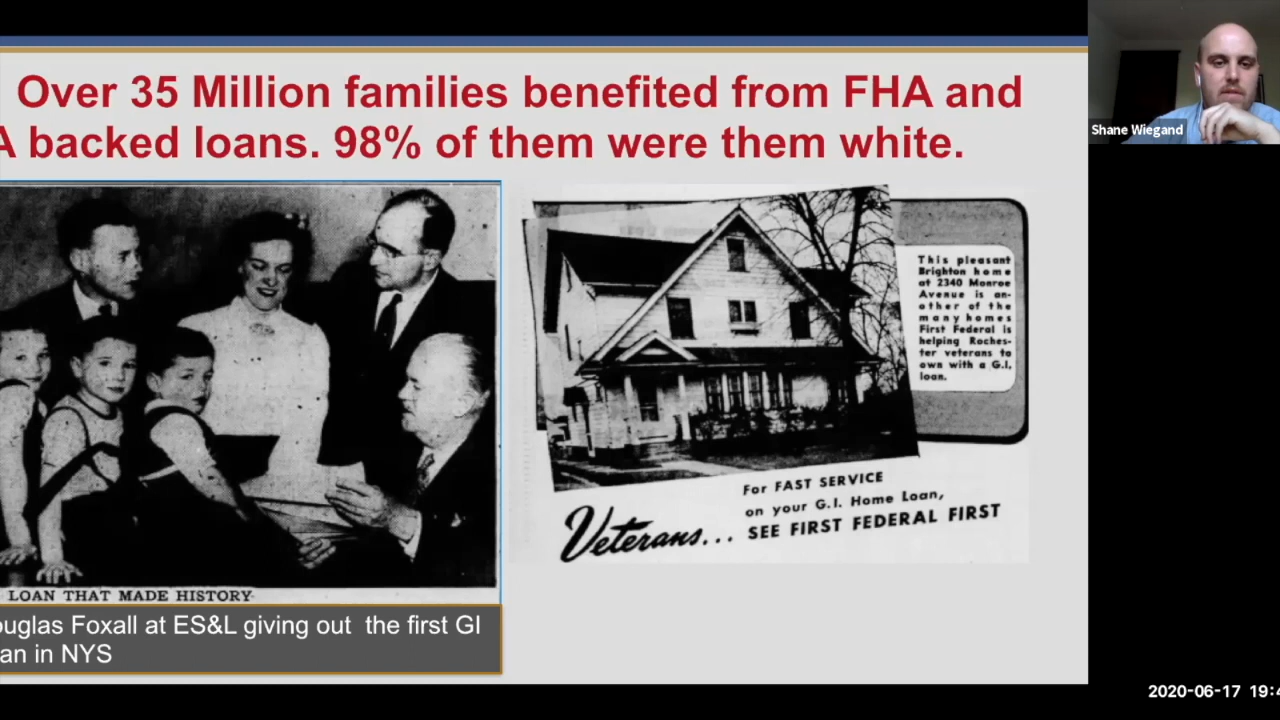 Over 35 Million families benefited from FHA and
A backed loans. 98% of them were them white.
Shane Wiegand
This pleasant
Brighton home
at 2340 Monroe
Avenue is an-
other of the
many homes
First Federal is
helping Roches-
ter veterans to
own with a G.I.
loan.
For FAST SERVICE
on your G.I. Home Loan,
Veterans... SEE FIRST FEDERAL FIRST
LOAN THAT MADE HISTORY
ouglas Foxall at ES&L giving out the first GI
an in NYS
2020-06-17 19:4